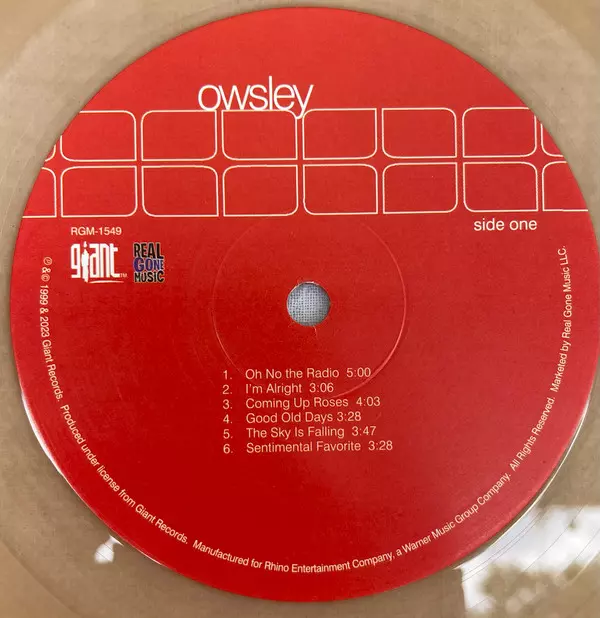 owsley
RGM-1549
side one
giant TM
REAL
GONE
MUSIC
1. Oh No the Radio 5:00
2. I'm Alright 3:06
3. Coming Up Roses 4:03
4. Good Old Days 3:28
5. The Sky Is Falling 3:47
6. Sentimental Favorite 3:28
℗ & © 1999 & 2023 Giant Records. Produced under license from Giant Records. Manufactured for Rhino Entertainment Company, a Warner Music Group Company. All Rights Reserved. Marketed by Real Gone Music LLC.